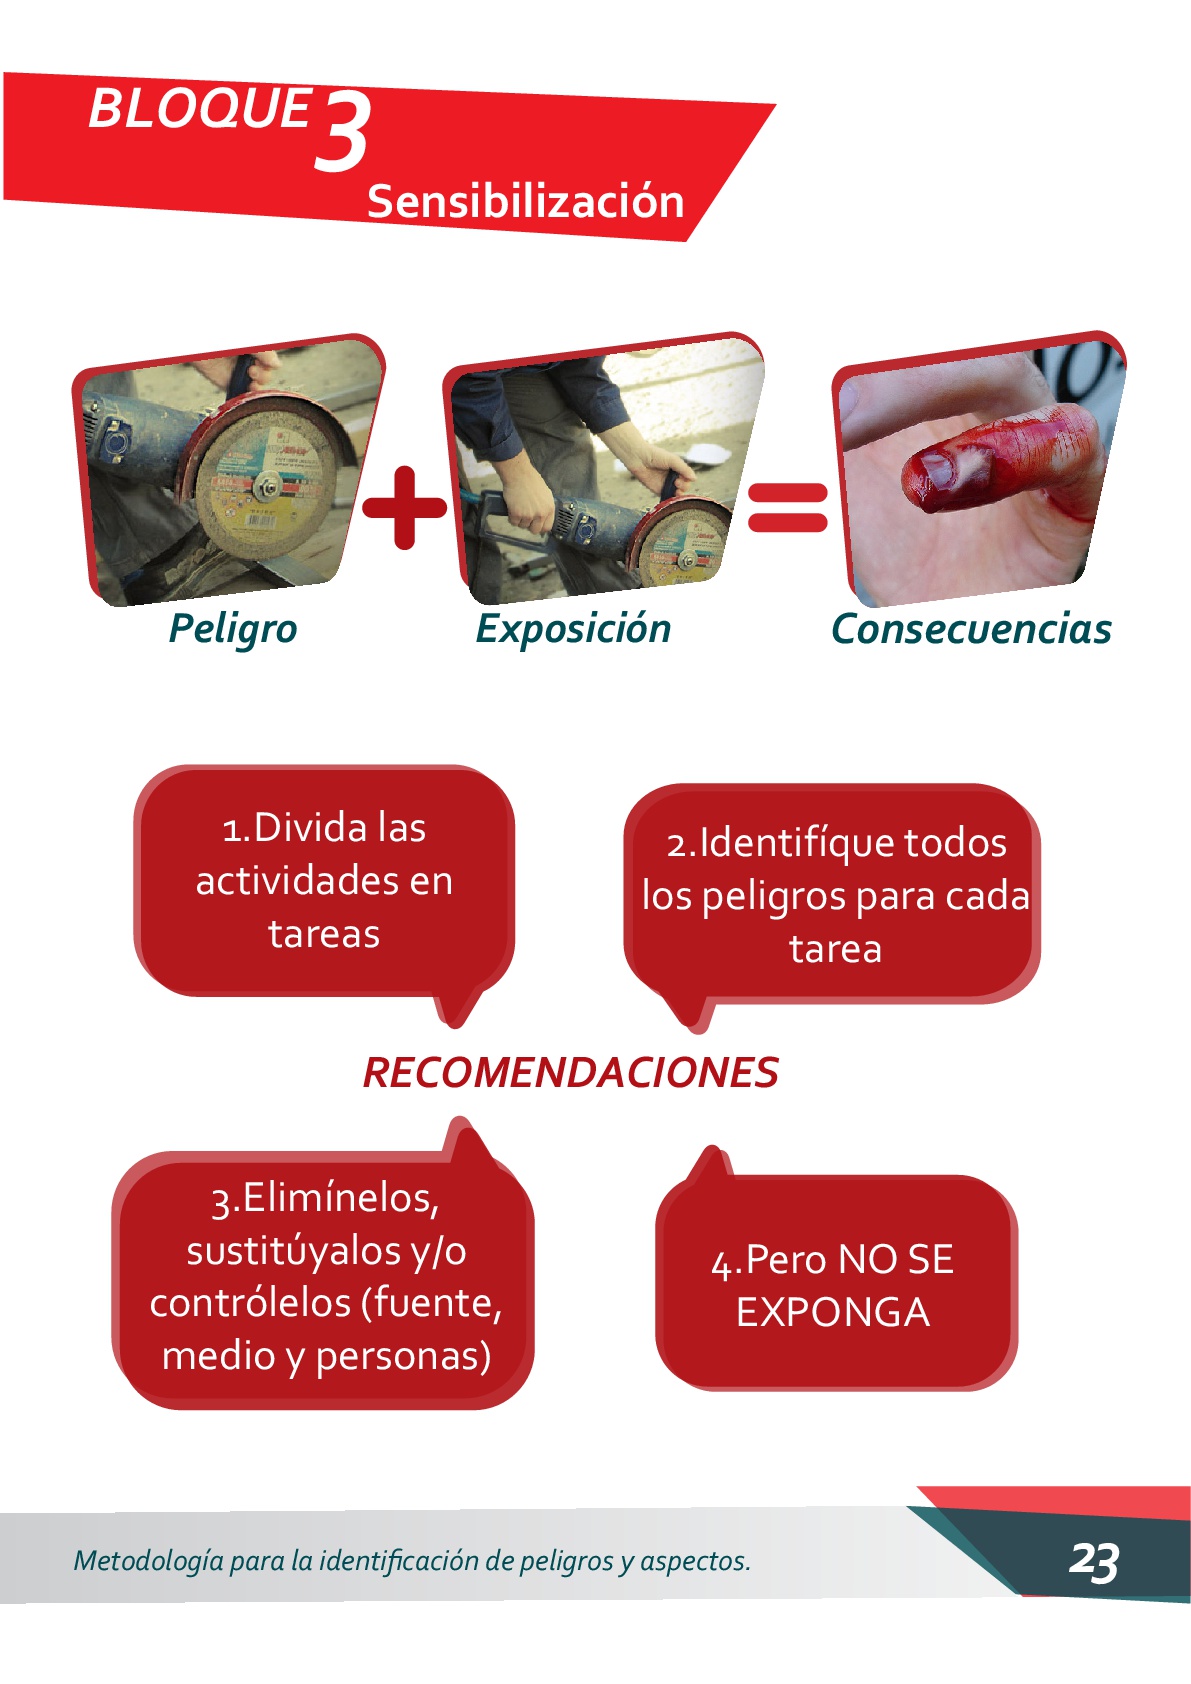 BLOQUE 3
Sensibilización
Peligro
Exposición
Consecuencias
1.Divida las
actividades en
tareas
2.Identifíque todos
los peligros para cada
tarea
RECOMENDACIONES
3.Elimínelos,
sustitúyalos y/o
contrólelos (fuente,
medio y personas)
4.Pero NO SE
EXPONGA
Metodología para la identificación de peligros y aspectos.
23